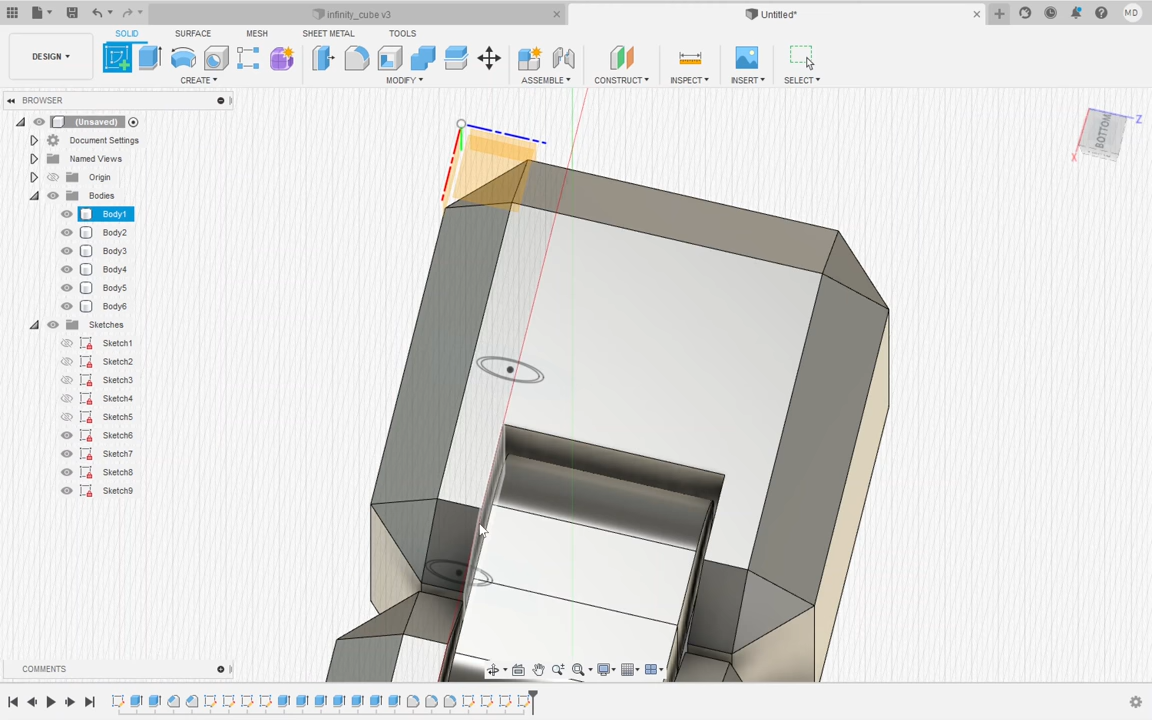 infinity_cube v3
Untitled*
MD
DESIGN
SOLID
SURFACE
MESH
SHEET METAL
TOOLS
CREATE
MODIFY
ASSEMBLE
CONSTRUCT
INSPECT
INSERT
SELECT
BROWSER
(Unsaved)
Document Settings
Named Views
Origin
Bodies
Body1
Body2
Body3
Body4
Body5
Body6
Sketches
Sketch1
Sketch2
Sketch3
Sketch4
Sketch5
Sketch6
Sketch7
Sketch8
Sketch9
BOTTOM
Z
X
COMMENTS